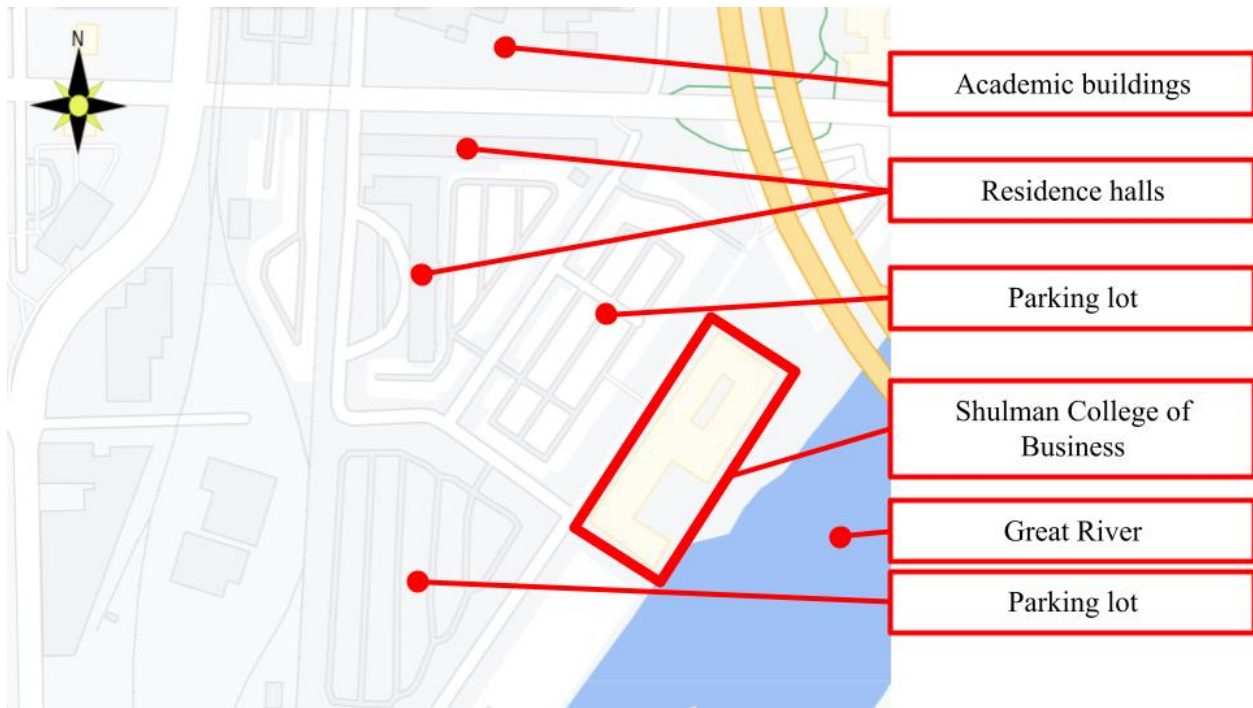 N
Academic buildings
Residence halls
Parking lot
Shulman College of
Business
Great River
Parking lot